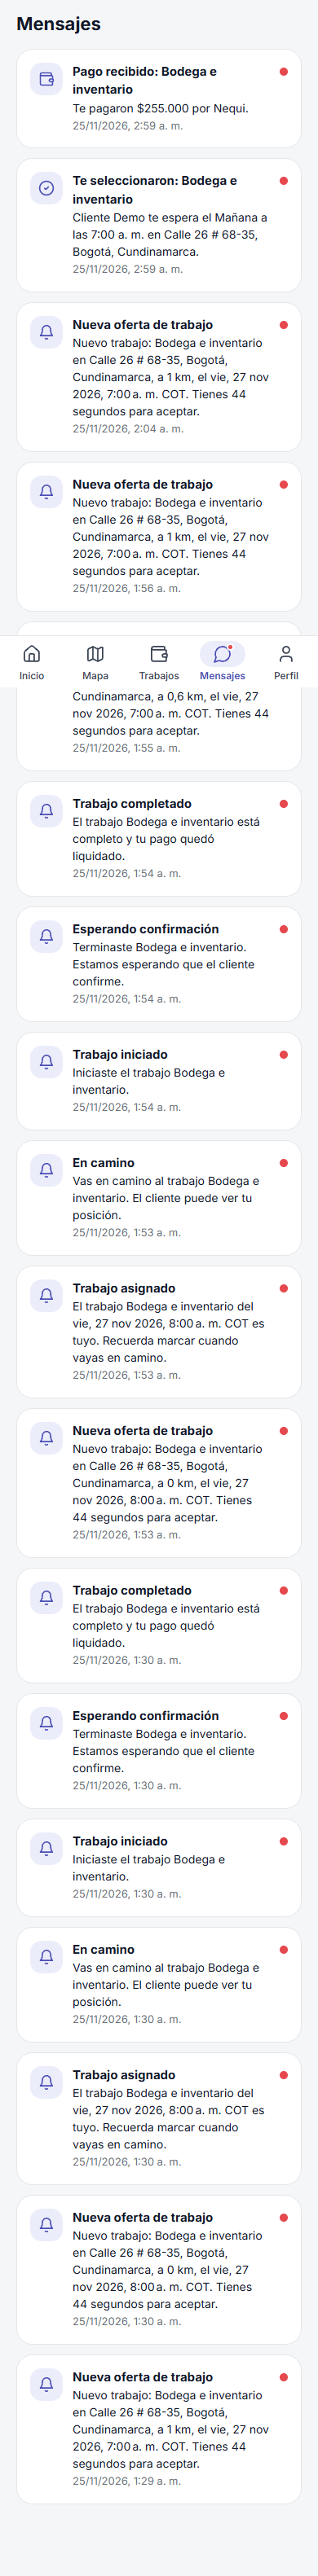 Mensajes
Pago recibido: Bodega e
inventario
Te pagaron $255.000 por Nequi.
25/11/2026, 2:59 a. m.
Te seleccionaron: Bodega e
inventario
Cliente Demo te espera el Mañana a
las 7:00 a. m. en Calle 26 # 68-35,
Bogotá, Cundinamarca.
25/11/2026, 2:59 a. m.
Nueva oferta de trabajo
Nuevo trabajo: Bodega e inventario
en Calle 26 # 68-35, Bogotá,
Cundinamarca, a 1 km, el vie, 27 nov
2026, 7:00 a. m. COT. Tienes 44
segundos para aceptar.
25/11/2026, 2:04 a. m.
Nueva oferta de trabajo
Nuevo trabajo: Bodega e inventario
en Calle 26 # 68-35, Bogotá,
Cundinamarca, a 1 km, el vie, 27 nov
2026, 7:00 a. m. COT. Tienes 44
segundos para aceptar.
25/11/2026, 1:56 a. m.
Inicio Mapa Trabajos Mensajes Perfil
Cundinamarca, a 0,6 km, el vie, 27
nov 2026, 7:00 a. m. COT. Tienes 44
segundos para aceptar.
25/11/2026, 1:55 a. m.
Trabajo completado
El trabajo Bodega e inventario está
completo y tu pago quedó
liquidado.
25/11/2026, 1:54 a. m.
Esperando confirmación
Terminaste Bodega e inventario.
Estamos esperando que el cliente
confirme.
25/11/2026, 1:54 a. m.
Trabajo iniciado
Iniciaste el trabajo Bodega e
inventario.
25/11/2026, 1:54 a. m.
En camino
Vas en camino al trabajo Bodega e
inventario. El cliente puede ver tu
posición.
25/11/2026, 1:53 a. m.
Trabajo asignado
El trabajo Bodega e inventario del
vie, 27 nov 2026, 8:00 a. m. COT es
tuyo. Recuerda marcar cuando
vayas en camino.
25/11/2026, 1:53 a. m.
Nueva oferta de trabajo
Nuevo trabajo: Bodega e inventario
en Calle 26 # 68-35, Bogotá,
Cundinamarca, a 0 km, el vie, 27
nov 2026, 8:00 a. m. COT. Tienes
44 segundos para aceptar.
25/11/2026, 1:53 a. m.
Trabajo completado
El trabajo Bodega e inventario está
completo y tu pago quedó
liquidado.
25/11/2026, 1:30 a. m.
Esperando confirmación
Terminaste Bodega e inventario.
Estamos esperando que el cliente
confirme.
25/11/2026, 1:30 a. m.
Trabajo iniciado
Iniciaste el trabajo Bodega e
inventario.
25/11/2026, 1:30 a. m.
En camino
Vas en camino al trabajo Bodega e
inventario. El cliente puede ver tu
posición.
25/11/2026, 1:30 a. m.
Trabajo asignado
El trabajo Bodega e inventario del
vie, 27 nov 2026, 8:00 a. m. COT es
tuyo. Recuerda marcar cuando
vayas en camino.
25/11/2026, 1:30 a. m.
Nueva oferta de trabajo
Nuevo trabajo: Bodega e inventario
en Calle 26 # 68-35, Bogotá,
Cundinamarca, a 0 km, el vie, 27
nov 2026, 8:00 a. m. COT. Tienes
44 segundos para aceptar.
25/11/2026, 1:30 a. m.
Nueva oferta de trabajo
Nuevo trabajo: Bodega e inventario
en Calle 26 # 68-35, Bogotá,
Cundinamarca, a 1 km, el vie, 27 nov
2026, 7:00 a. m. COT. Tienes 44
segundos para aceptar.
25/11/2026, 1:29 a. m.